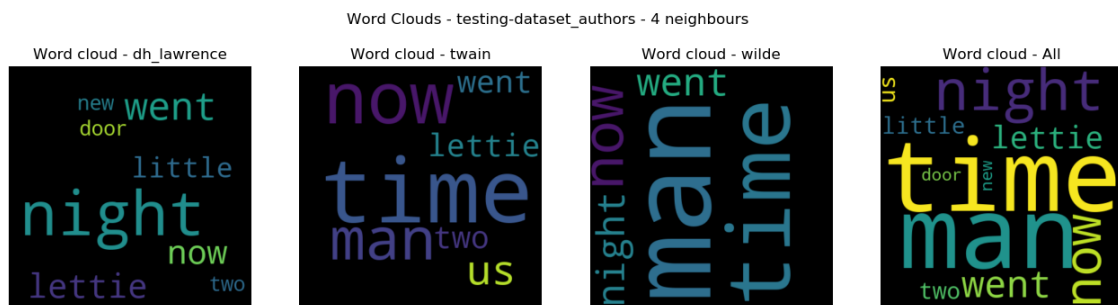 Word Clouds - testing-dataset_authors - 4 neighbours
Word cloud - dh_lawrence
new
went
door
little
night
now
lettie
two
Word cloud - twain
now
went
lettie
time
man
two
us
Word cloud - wilde
now
went
man
time
night
Word cloud - All
us
night
little
lettie
time
door
new
man
now
two
went